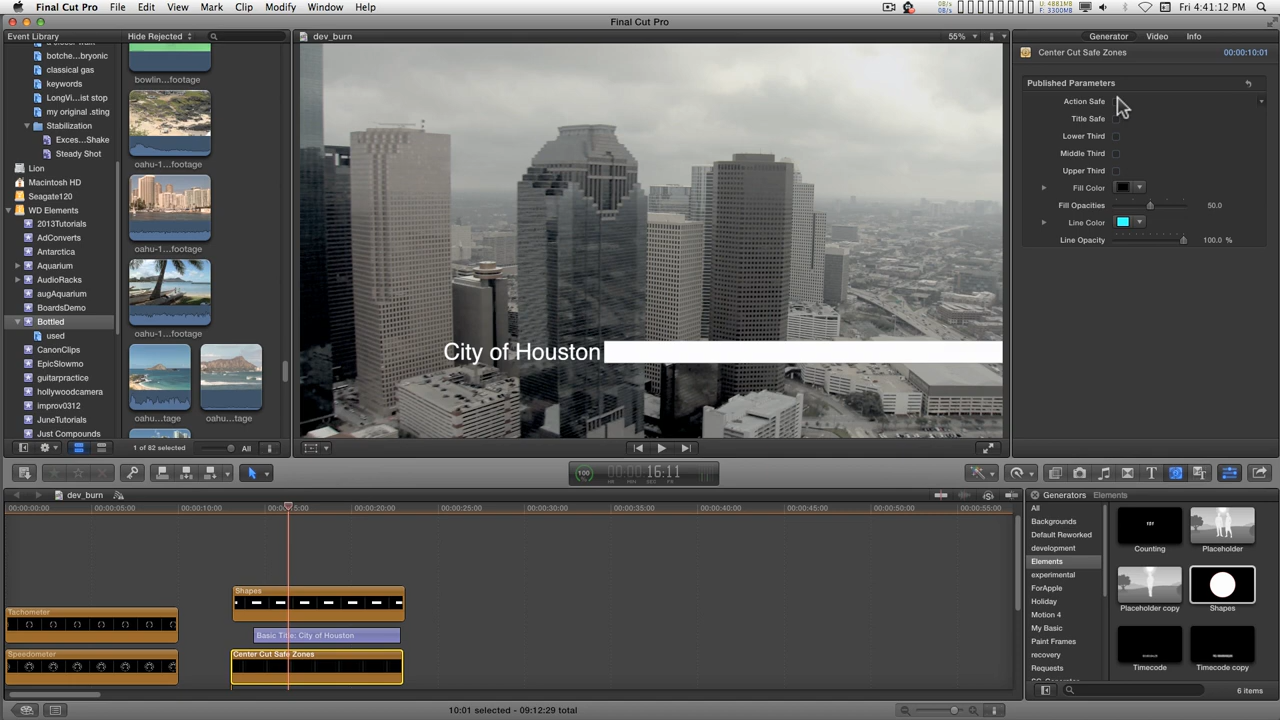 Final Cut Pro File Edit View Mark Clip Modify Window Help
Fri 4:41:12 PM
Final Cut Pro
Event Library
Hide Rejected
botche...bryonic
classical gas
keywords
LongVi...ist stop
my original .sting
Stabilization
Exces...Shake
Steady Shot
Lion
Macintosh HD
Seagate120
WD Elements
2013Tutorials
AdConverts
Antarctica
Aquarium
AudioRacks
augAquarium
BoardsDemo
Bottled
used
CanonClips
EpicSlowmo
guitarpractice
hollywoodcamera
improv0312
JuneTutorials
Just Compounds
bowlin...footage
oahu-1...footage
oahu-1...footage
oahu-1...footage
oahu...tage
oahu...tage
1 of 82 selected
All
dev_burn
55%
City of Houston
Generator Video Info
Center Cut Safe Zones
00:00:10:01
Published Parameters
Action Safe
Title Safe
Lower Third
Middle Third
Upper Third
Fill Color
Fill Opacities 50.0
Line Color
Line Opacity 100.0 %
100
16:11
HR MIN SEC FR
dev_burn
00:00:00:00
00:00:05:00
00:00:10:00
00:00:20:00
00:00:25:00
00:00:30:00
00:00:35:00
00:00:40:00
00:00:45:00
00:00:50:00
00:00:55:00
Shapes
Tachometer
Basic Title: City of Houston
Speedometer
Center Cut Safe Zones
Generators Elements
All
Backgrounds
Default Reworked
development
Elements
experimental
ForApple
Holiday
Motion 4
My Basic
Paint Frames
recovery
Requests
Counting
Placeholder
Placeholder copy
Shapes
Timecode
Timecode copy
6 items
10:01 selected - 09:12:29 total